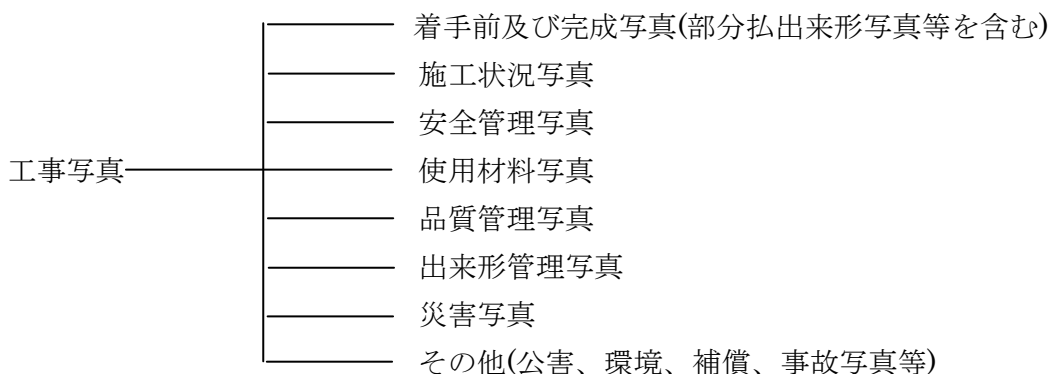 着手前及び完成写真(部分払出来形写真等を含む)
施工状況写真
安全管理写真
工事写真
使用材料写真
品質管理写真
出来形管理写真
災害写真
その他(公害、環境、補償、事故写真等)